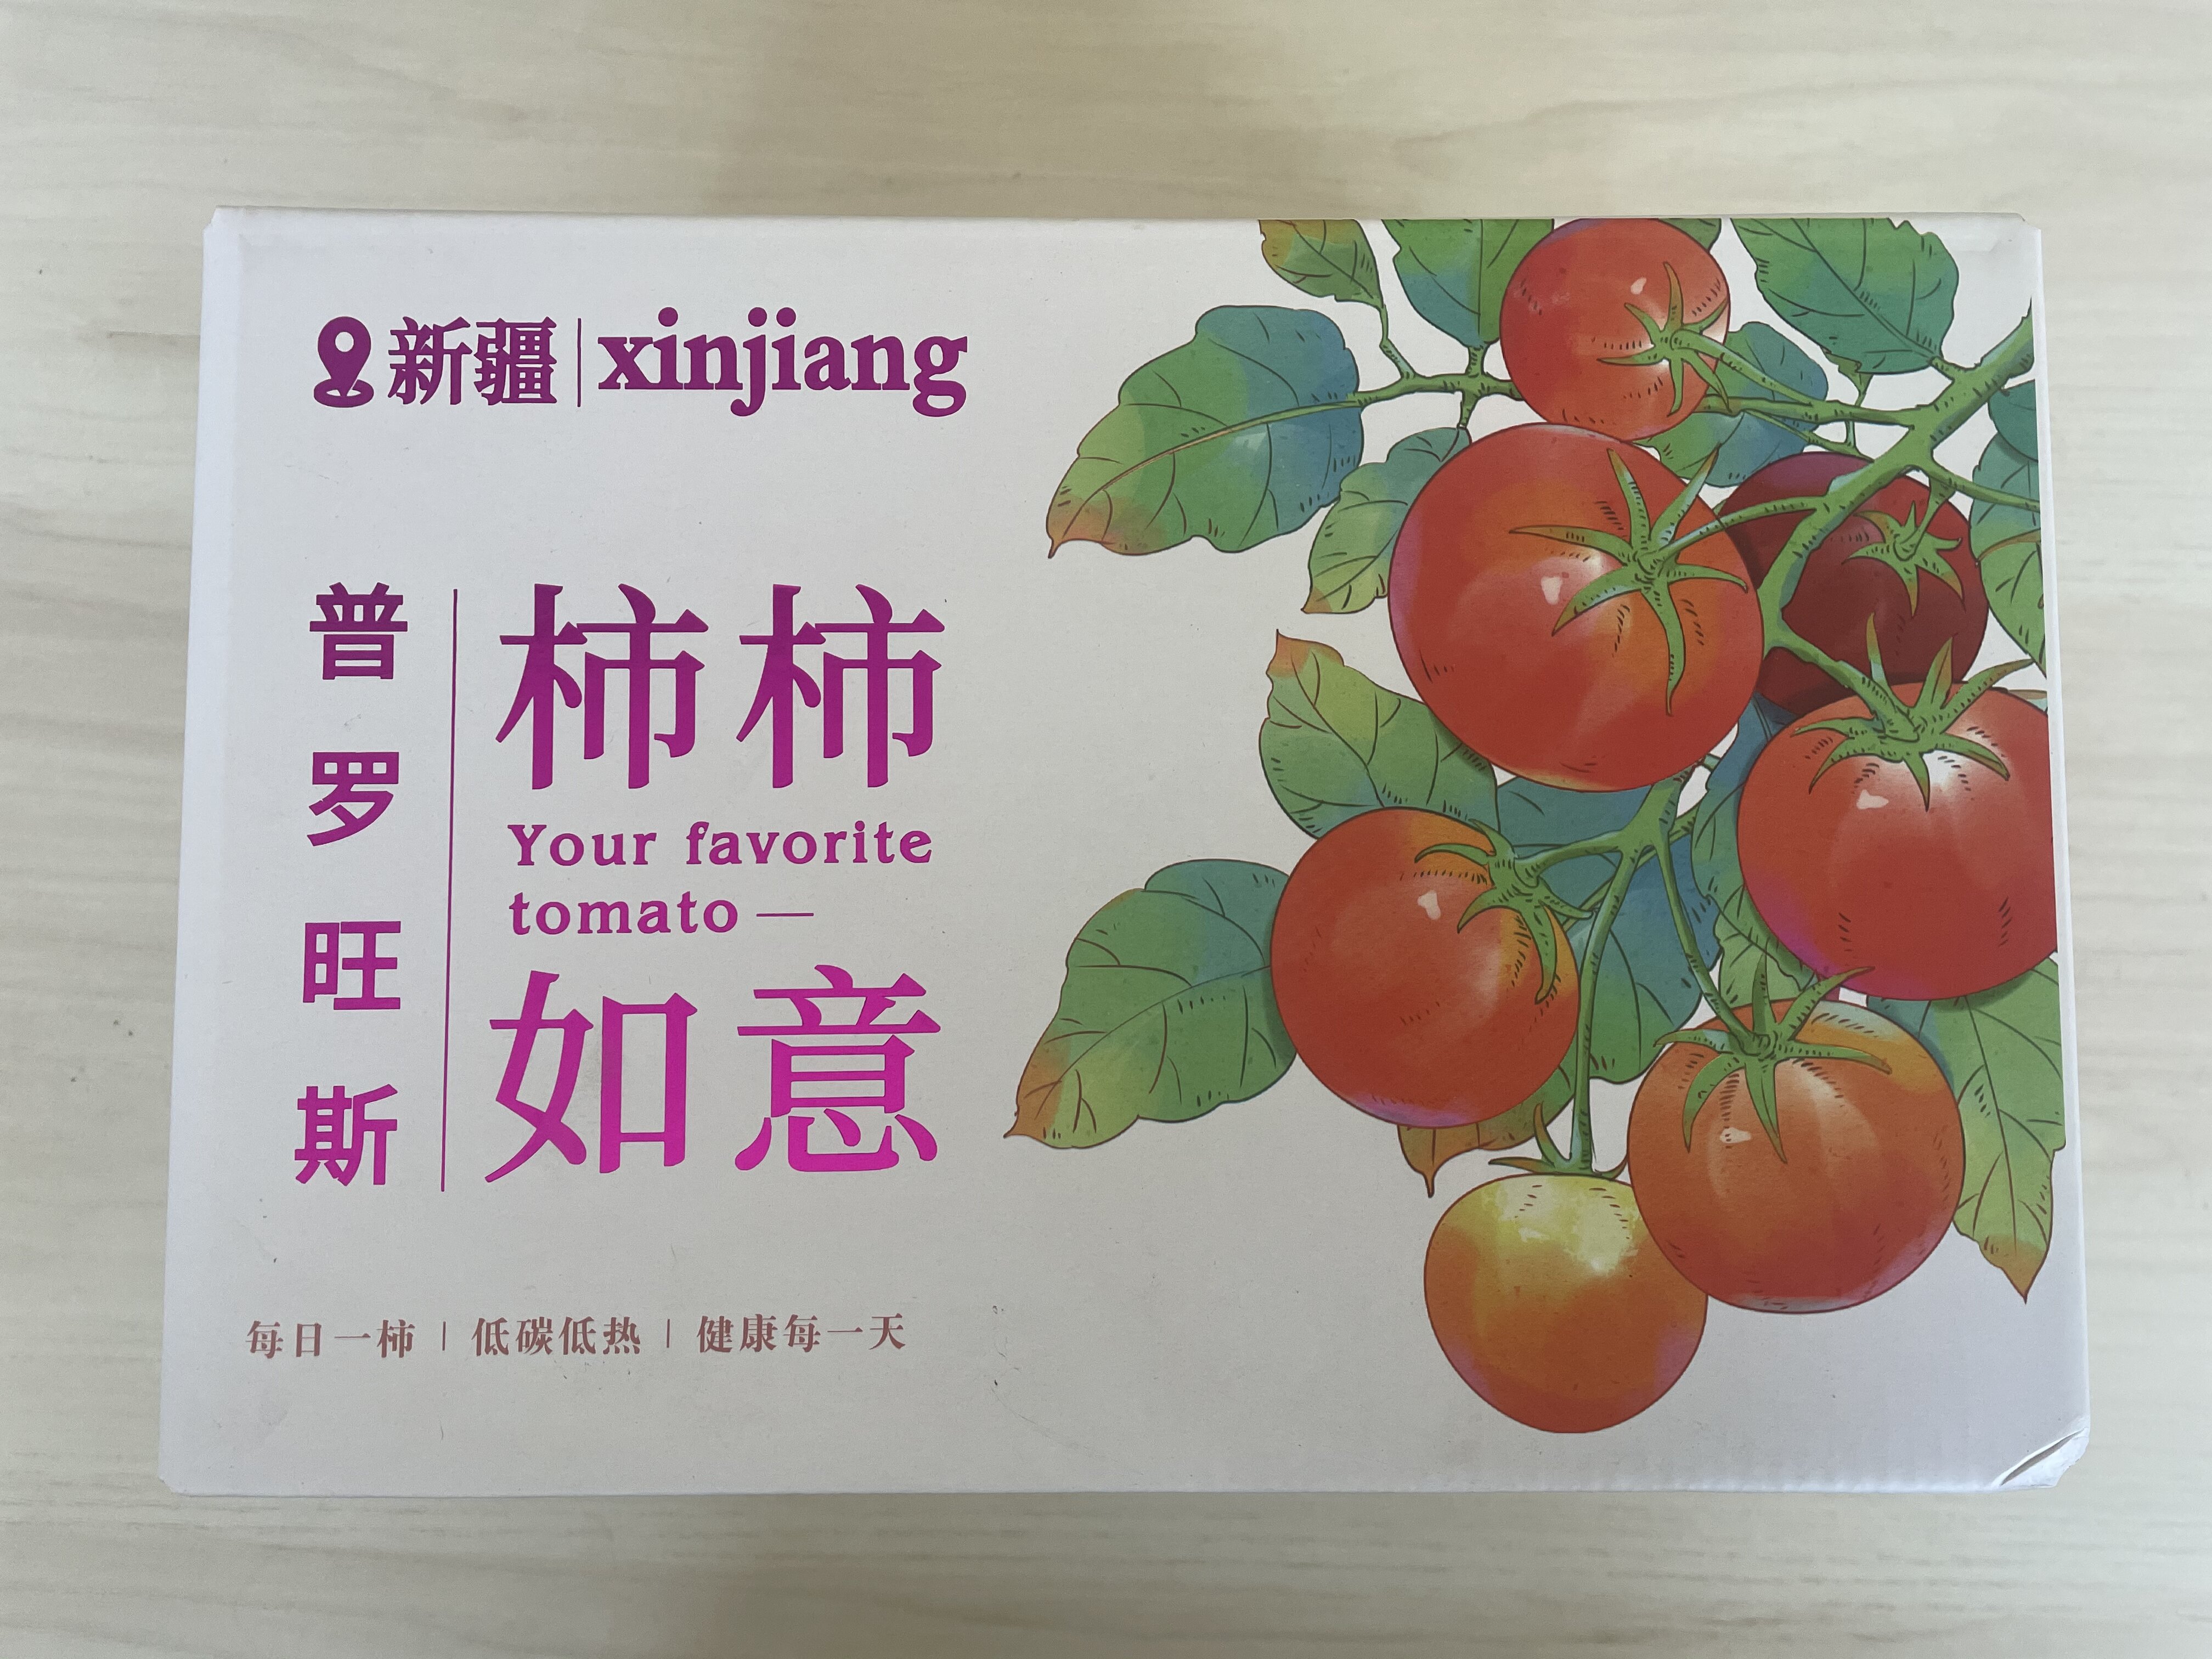 新疆 | xinjiang
普罗旺斯
柿柿
Your favorite
tomato —
如意
每日一柿 | 低碳低热 | 健康每一天